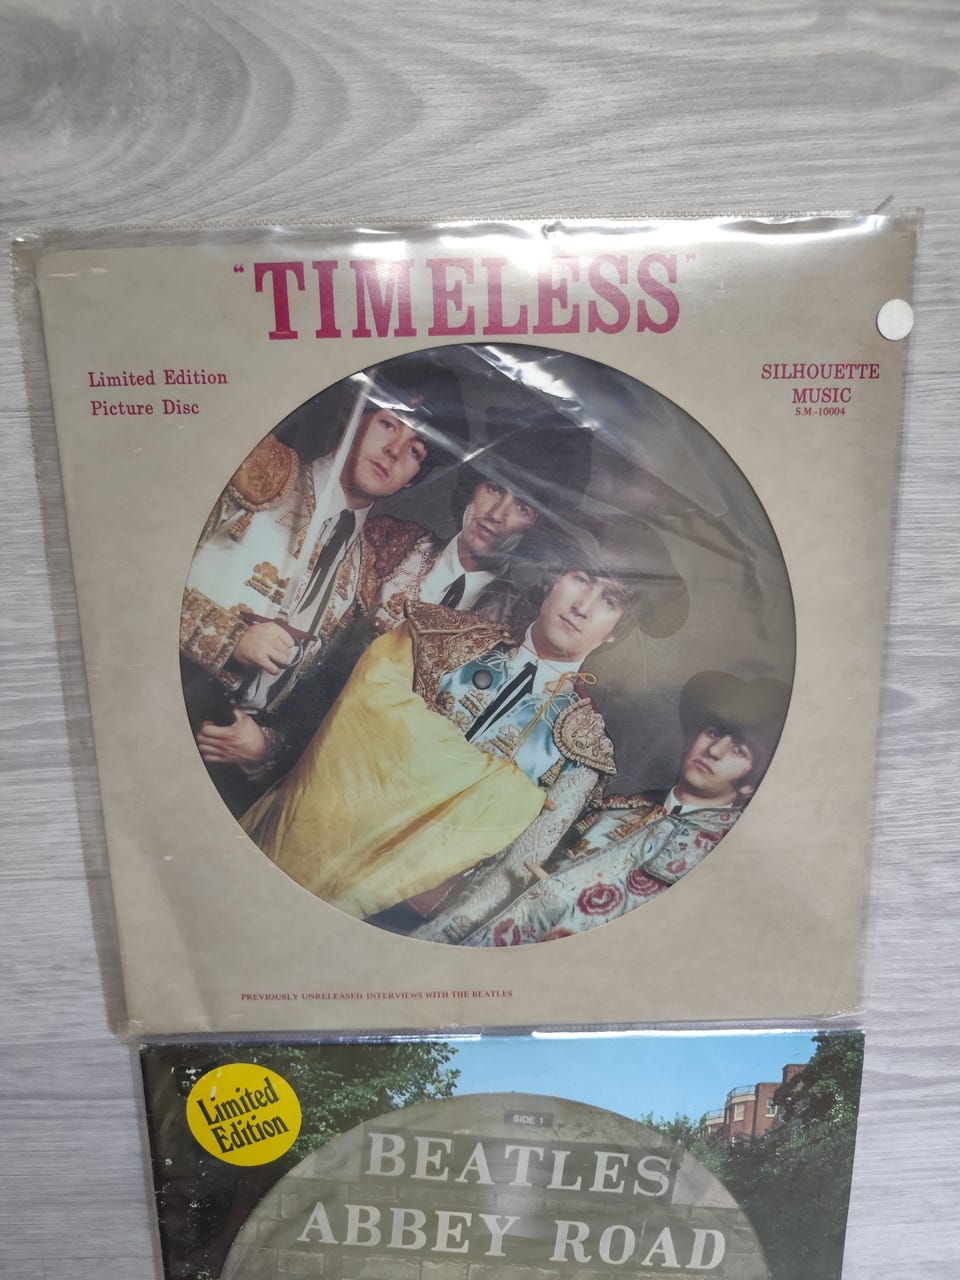 "TIMELESS"
Limited Edition
Picture Disc
SILHOUETTE
MUSIC
S.M.-10004
PREVIOUSLY UNRELEASED INTERVIEWS WITH THE BEATLES
Limited
Edition
SIDE 1
BEATLES
ABBEY ROAD